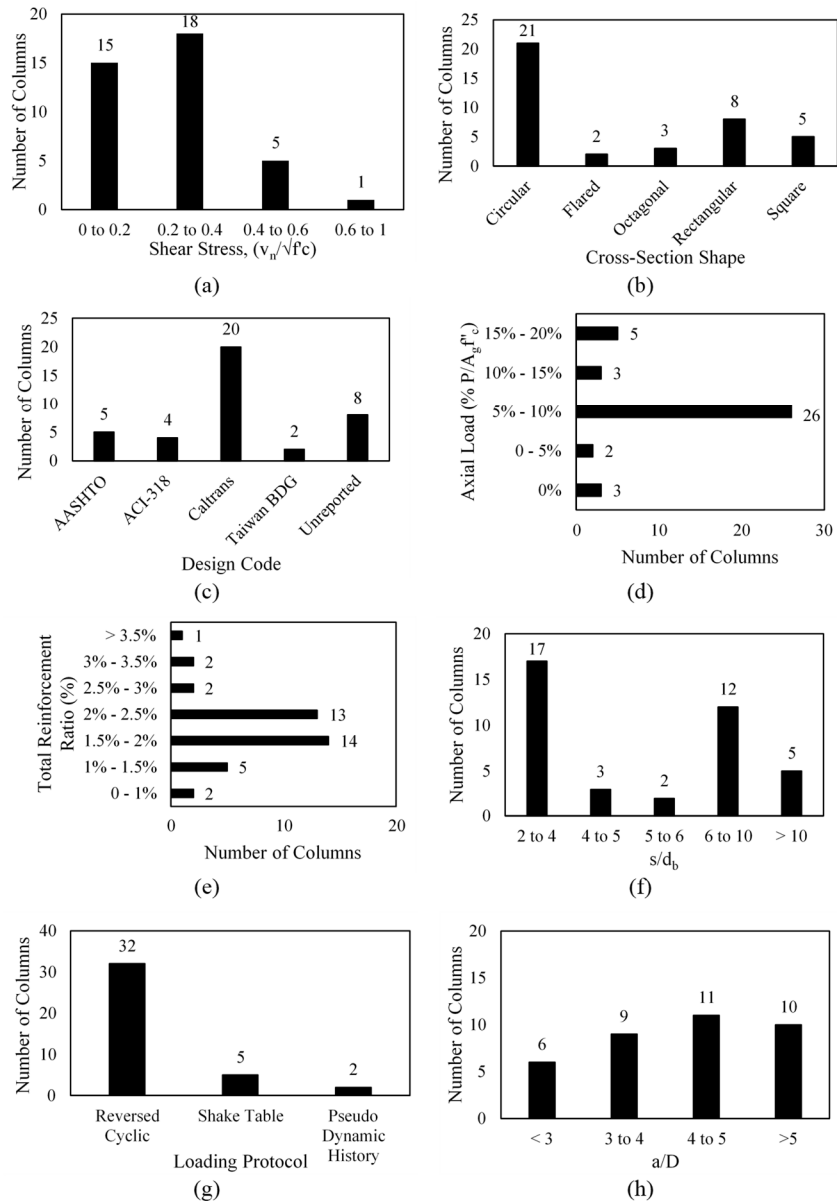 20
18
15
15
10
5
5
1
0
0 to 0.2
0.2 to 0.4
0.4 to 0.6
0.6 to 1
Number of Columns
Shear Stress, (vn/√f'c)
(a)
25
21
20
15
10
8
5
5
3
2
0
Circular
Flared
Octagonal
Rectangular
Square
Number of Columns
Cross-Section Shape
(b)
25
20
20
15
10
8
5
5
4
2
0
AASHTO
ACI-318
Caltrans
Taiwan BDG
Unreported
Number of Columns
Design Code
(c)
15% - 20%
5
10% - 15%
3
5% - 10%
26
0 - 5%
2
0%
3
0
10
20
30
Axial Load (% P/Agf''c)
Number of Columns
(d)
> 3.5%
1
3% - 3.5%
2
2.5% - 3%
2
2% - 2.5%
13
1.5% - 2%
14
1% - 1.5%
5
0 - 1%
2
0
10
20
Total Reinforcement
Ratio (%)
Number of Columns
(e)
20
17
15
12
10
5
5
3
2
0
2 to 4
4 to 5
5 to 6
6 to 10
> 10
Number of Columns
s/db
(f)
40
32
30
20
10
5
2
0
Reversed
Cyclic
Shake Table
Pseudo
Dynamic
History
Number of Columns
Loading Protocol
(g)
20
15
11
10
10
9
6
5
0
< 3
3 to 4
4 to 5
>5
Number of Columns
a/D
(h)